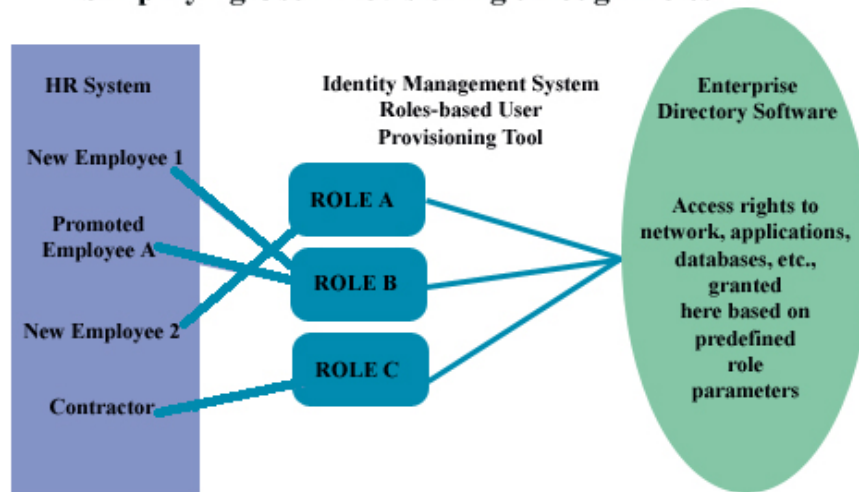 HR System
New Employee 1
Promoted
Employee A
New Employee 2
Contractor
Identity Management System
Roles-based User
Provisioning Tool
ROLE A
ROLE B
ROLE C
Enterprise
Directory Software
Access rights to
network, applications,
databases, etc.,
granted
here based on
predefined
role
parameters